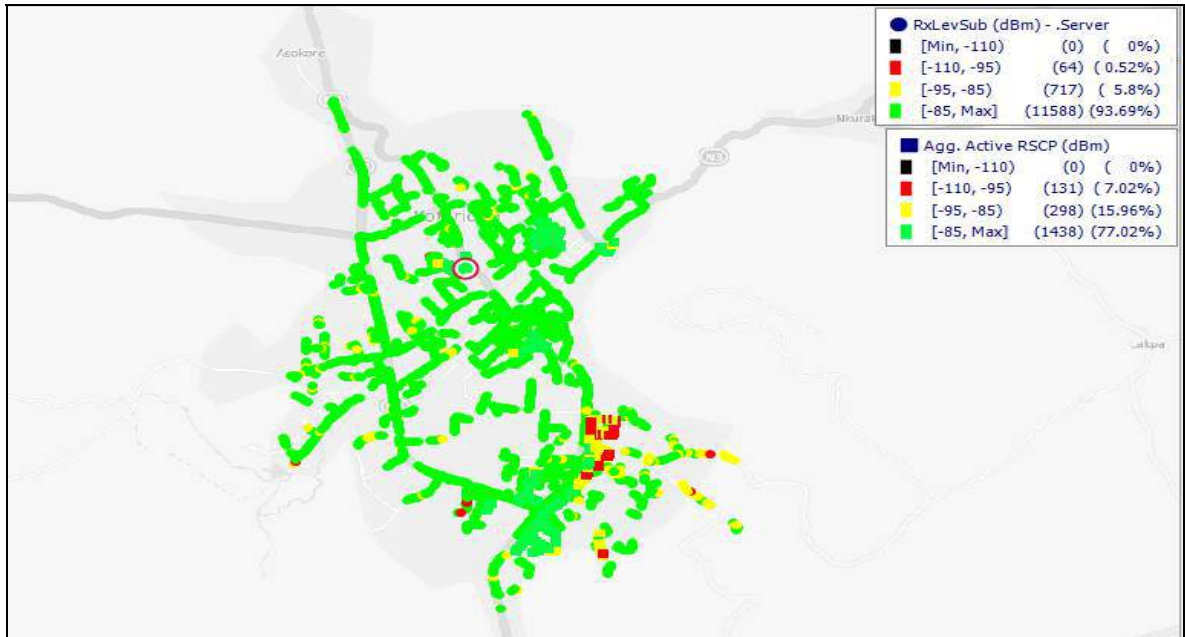 RxLevSub (dBm) - .Server
[Min, -110) (0) ( 0%)
[-110, -95) (64) ( 0.52%)
[-95, -85) (717) ( 5.8%)
[-85, Max] (11588) (93.69%)
Agg. Active RSCP (dBm)
[Min, -110) (0) ( 0%)
[-110, -95) (131) ( 7.02%)
[-95, -85) (298) (15.96%)
[-85, Max] (1438) (77.02%)
Asokore
N3